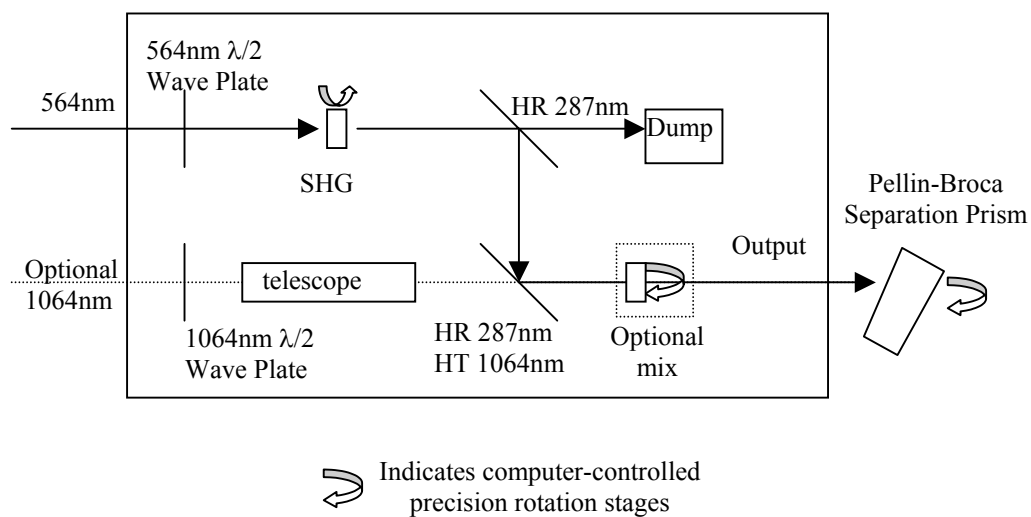 564nm λ/2
Wave Plate
564nm
HR 287nm
Dump
SHG
Pellin-Broca
Separation Prism
Output
Optional
1064nm
telescope
1064nm λ/2
Wave Plate
HR 287nm
HT 1064nm
Optional
mix
Indicates computer-controlled
precision rotation stages